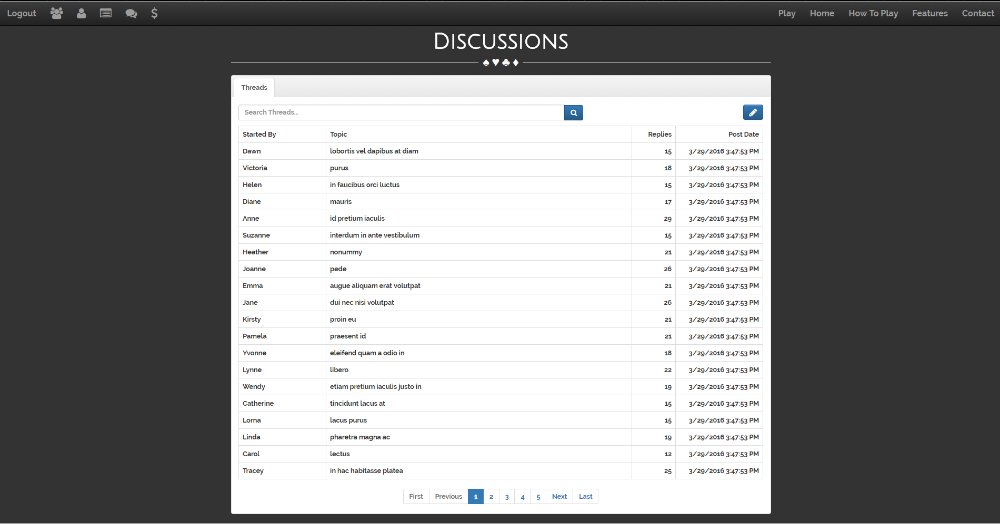 Logout $ Play Home How To Play Features Contact
Discussions
♠ ♥ ♣ ♦
Threads
Search Threads...
Started By Topic Replies Post Date
Dawn lobortis vel dapibus at diam 15 3/29/2016 3:47:53 PM
Victoria purus 18 3/29/2016 3:47:53 PM
Helen in faucibus orci luctus 15 3/29/2016 3:47:53 PM
Diane mauris 17 3/29/2016 3:47:53 PM
Anne id pretium iaculis 29 3/29/2016 3:47:53 PM
Suzanne interdum in ante vestibulum 15 3/29/2016 3:47:53 PM
Heather nonummy 21 3/29/2016 3:47:53 PM
Joanne pede 26 3/29/2016 3:47:53 PM
Emma augue aliquam erat volutpat 21 3/29/2016 3:47:53 PM
Jane dui nec nisi volutpat 26 3/29/2016 3:47:53 PM
Kirsty proin eu 21 3/29/2016 3:47:53 PM
Pamela praesent id 21 3/29/2016 3:47:53 PM
Yvonne eleifend quam a odio in 18 3/29/2016 3:47:53 PM
Lynne libero 22 3/29/2016 3:47:53 PM
Wendy etiam pretium iaculis justo in 19 3/29/2016 3:47:53 PM
Catherine tincidunt lacus at 15 3/29/2016 3:47:53 PM
Lorna lacus purus 15 3/29/2016 3:47:53 PM
Linda pharetra magna ac 19 3/29/2016 3:47:53 PM
Carol lectus 12 3/29/2016 3:47:53 PM
Tracey in hac habitasse platea 25 3/29/2016 3:47:53 PM
First Previous 1 2 3 4 5 Next Last